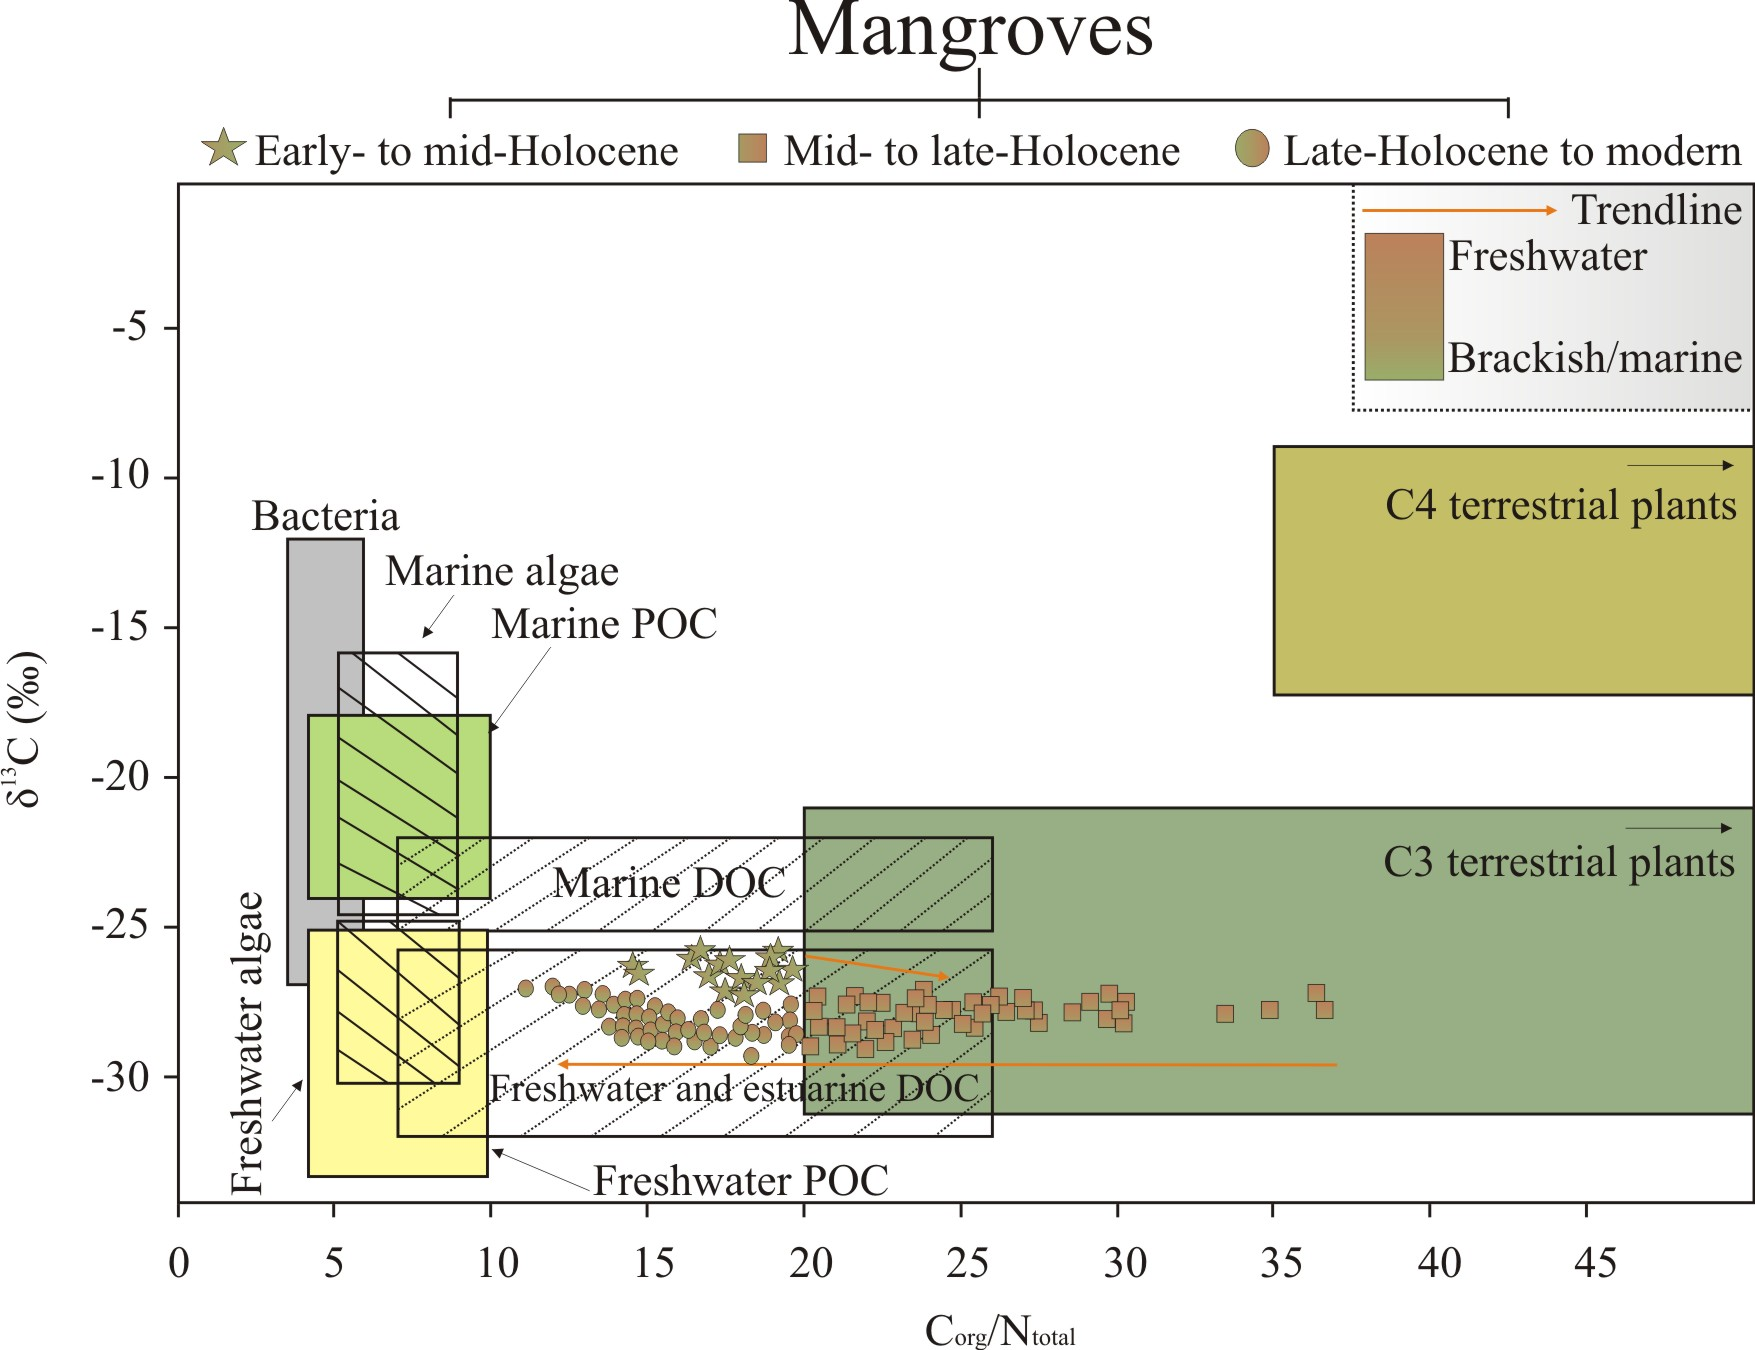 Mangroves
Early- to mid-Holocene
Mid- to late-Holocene
Late-Holocene to modern
Trendline
Freshwater
Brackish/marine
-5
-10
-15
-20
-25
-30
δ¹³C (‰)
C4 terrestrial plants
Bacteria
Marine algae
Marine POC
C3 terrestrial plants
Marine DOC
Freshwater algae
Freshwater and estuarine DOC
Freshwater POC
0 5 10 15 20 25 30 35 40 45
Corg/Ntotal